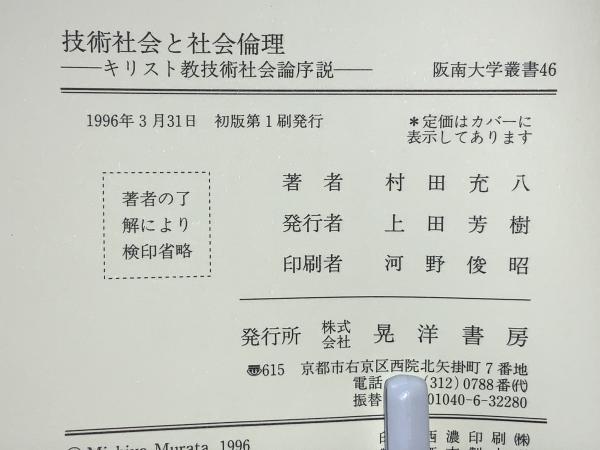 技術社会と社会倫理
──キリスト教技術社会論序説── 阪南大学叢書46
1996年3月31日 初版第1刷発行
＊定価はカバーに
表示してあります
著者の了
解により
検印省略
著者 村田充八
発行者 上田芳樹
印刷者 河野俊昭
発行所 株式会社 晃洋書房
〠615 京都市右京区西院北矢掛町7番地
電話 (312)0788番(代)
振替 01040-6-32280
© Michiya Murata, 1996
西濃印刷㈱